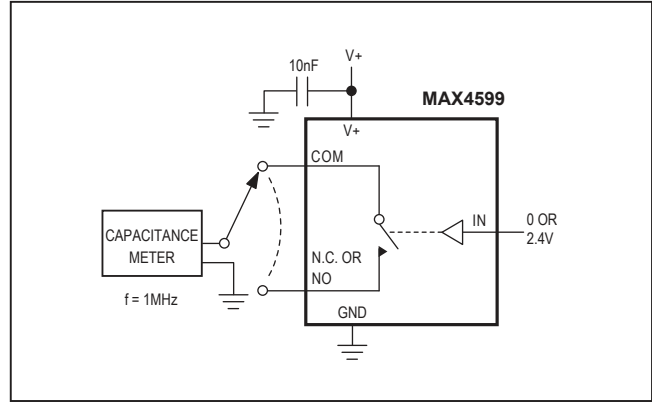 V+
10nF
MAX4599
V+
COM
IN
0 OR
2.4V
CAPACITANCE
METER
N.C. OR
NO
f = 1MHz
GND